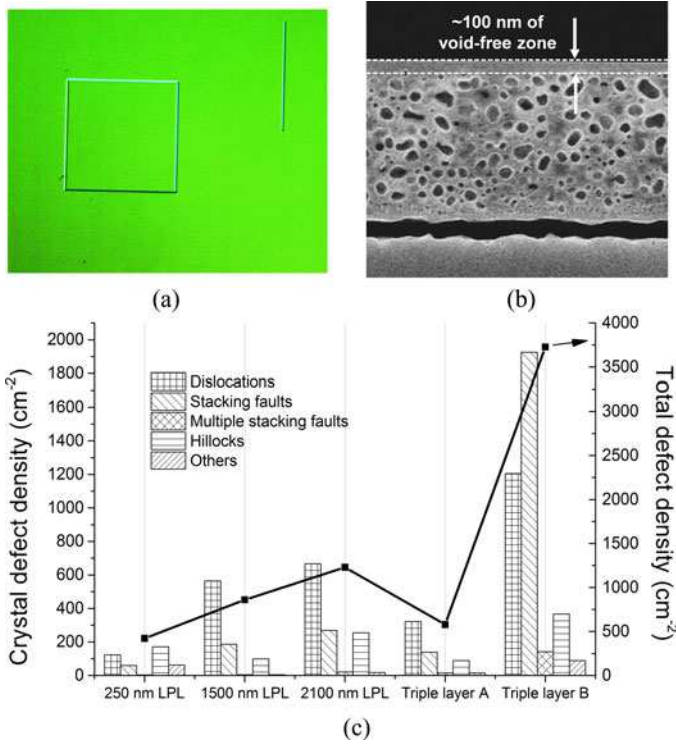 ~100 nm of
void-free zone
(a)
(b)
Crystal defect density (cm⁻²)
2000
1800
1600
1400
1200
1000
800
600
400
200
0
Dislocations
Stacking faults
Multiple stacking faults
Hillocks
Others
4000
3500
3000
2500
2000
1500
1000
500
0
Total defect density (cm⁻²)
250 nm LPL
1500 nm LPL
2100 nm LPL
Triple layer A
Triple layer B
(c)